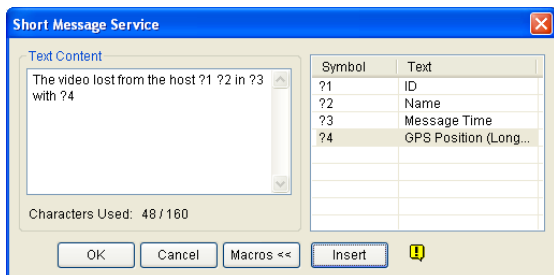 Short Message Service
Text Content
The video lost from the host ?1 ?2 in ?3
with ?4
Characters Used: 48 / 160
Symbol Text
?1 ID
?2 Name
?3 Message Time
?4 GPS Position (Long...
OK Cancel Macros << Insert